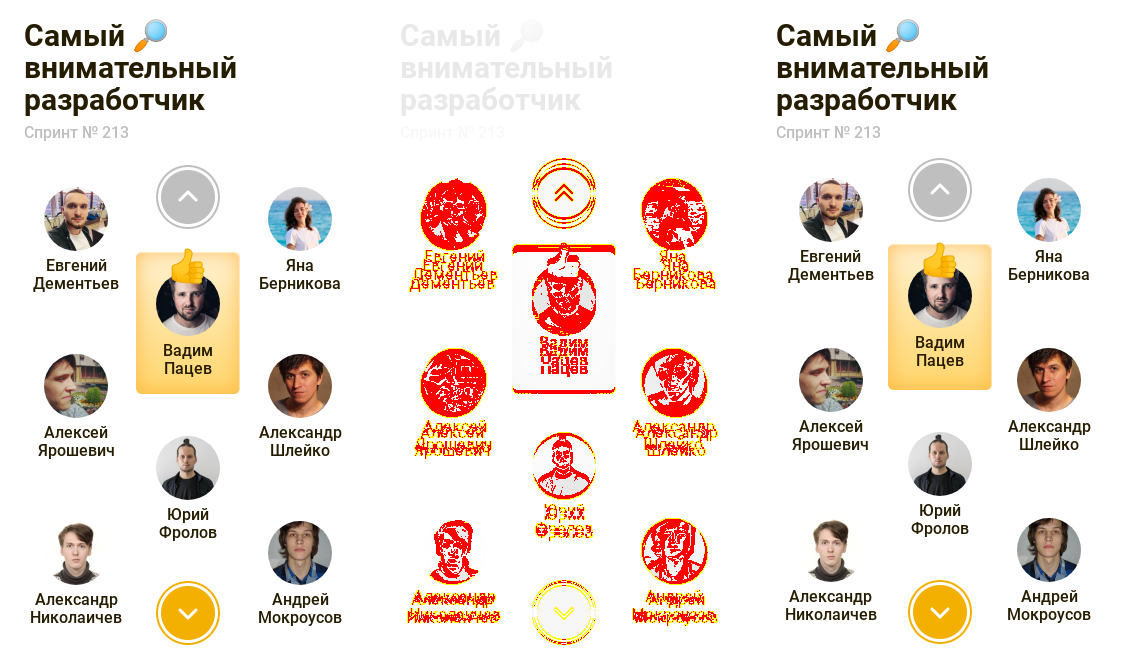 Самый
внимательный
разработчик
Спринт № 213
Евгений
Дементьев
Яна
Берникова
Вадим
Пацев
Алексей
Ярошевич
Александр
Шлейко
Юрий
Фролов
Александр
Николаичев
Андрей
Мокроусов
Самый
внимательный
разработчик
Спринт № 213
Евгений
Дементьев
Яна
Берникова
Вадим
Пацев
Алексей
Ярошевич
Александр
Шлейко
Юрий
Фролов
Александр
Николаичев
Андрей
Мокроусов
Самый
внимательный
разработчик
Спринт № 213
Евгений
Дементьев
Яна
Берникова
Вадим
Пацев
Алексей
Ярошевич
Александр
Шлейко
Юрий
Фролов
Александр
Николаичев
Андрей
Мокроусов